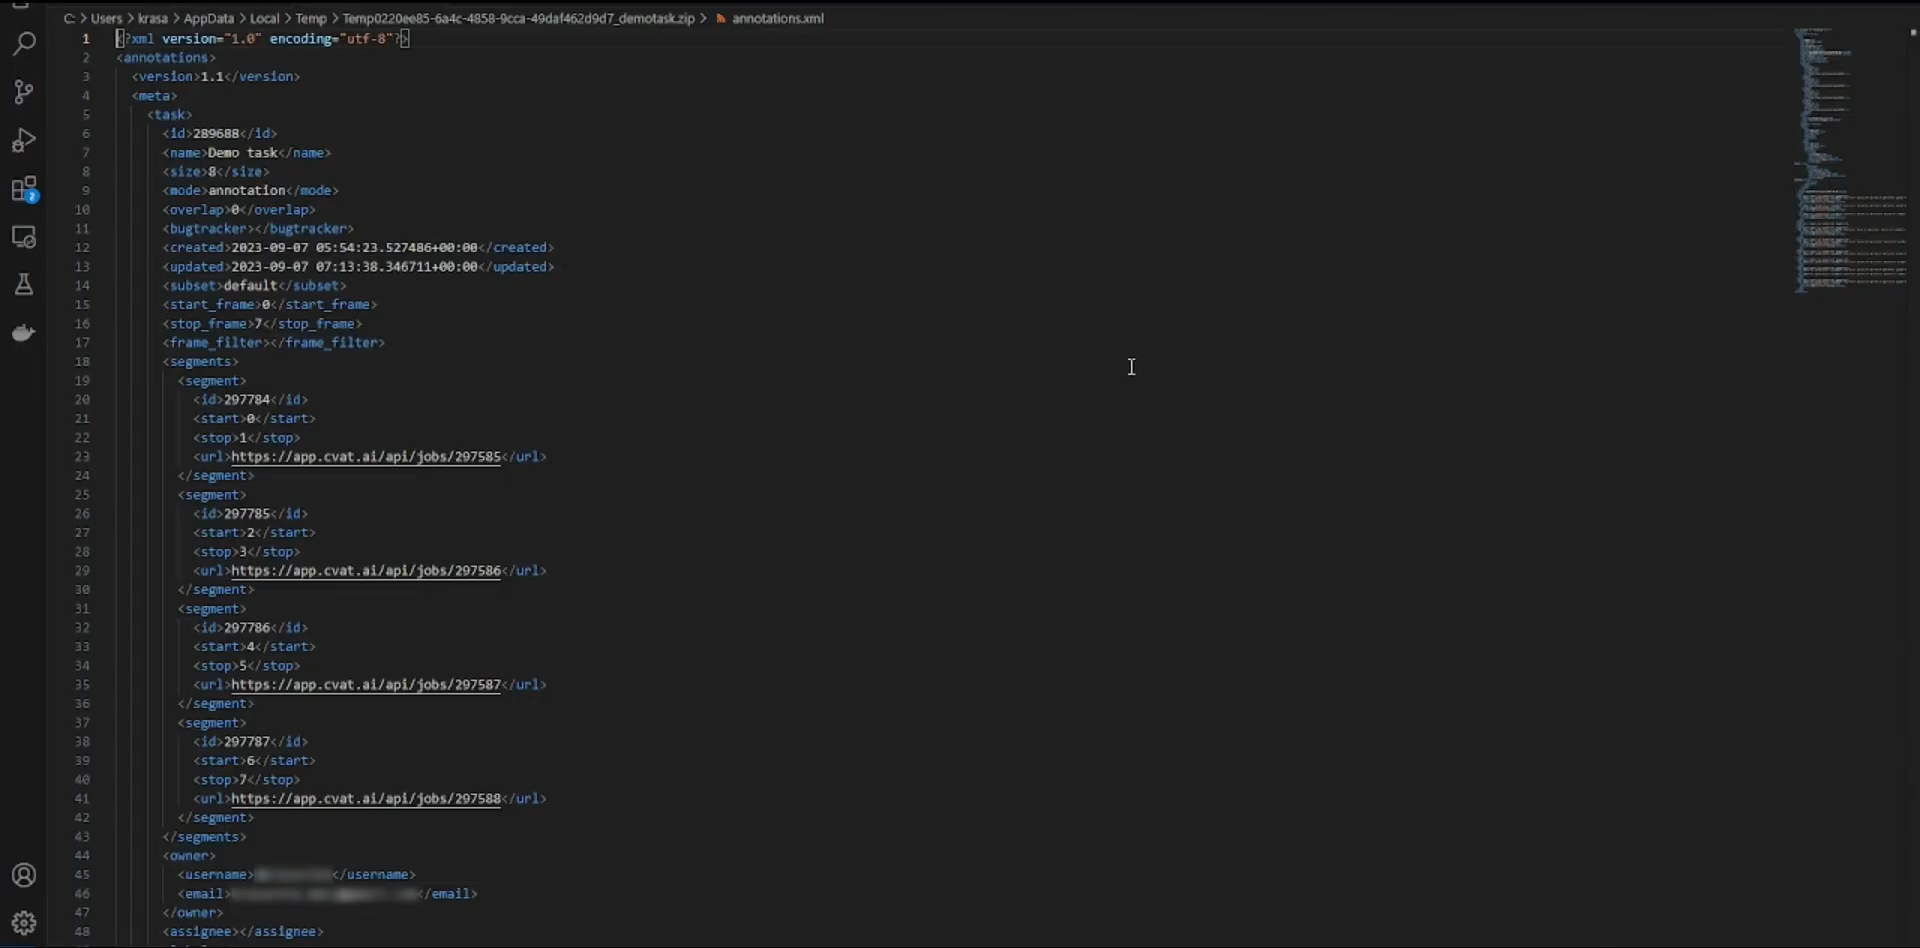 C: > Users > krasa > AppData > Local > Temp > Temp0220ee85-6a4c-4858-9cca-49daf462d9d7_demotask.zip > annotations.xml
1 <?xml version="1.0" encoding="utf-8"?>
2 <annotations>
3 <version>1.1</version>
4 <meta>
5 <task>
6 <id>289688</id>
7 <name>Demo task</name>
8 <size>8</size>
9 <mode>annotation</mode>
10 <overlap>0</overlap>
11 <bugtracker></bugtracker>
12 <created>2023-09-07 05:54:23.527486+00:00</created>
13 <updated>2023-09-07 07:13:38.346711+00:00</updated>
14 <subset>default</subset>
15 <start_frame>0</start_frame>
16 <stop_frame>7</stop_frame>
17 <frame_filter></frame_filter>
18 <segments>
19 <segment>
20 <id>297784</id>
21 <start>0</start>
22 <stop>1</stop>
23 <url>https://app.cvat.ai/api/jobs/297585</url>
24 </segment>
25 <segment>
26 <id>297785</id>
27 <start>2</start>
28 <stop>3</stop>
29 <url>https://app.cvat.ai/api/jobs/297586</url>
30 </segment>
31 <segment>
32 <id>297786</id>
33 <start>4</start>
34 <stop>5</stop>
35 <url>https://app.cvat.ai/api/jobs/297587</url>
36 </segment>
37 <segment>
38 <id>297787</id>
39 <start>6</start>
40 <stop>7</stop>
41 <url>https://app.cvat.ai/api/jobs/297588</url>
42 </segment>
43 </segments>
44 <owner>
45 <username></username>
46 <email></email>
47 </owner>
48 <assignee></assignee>
2